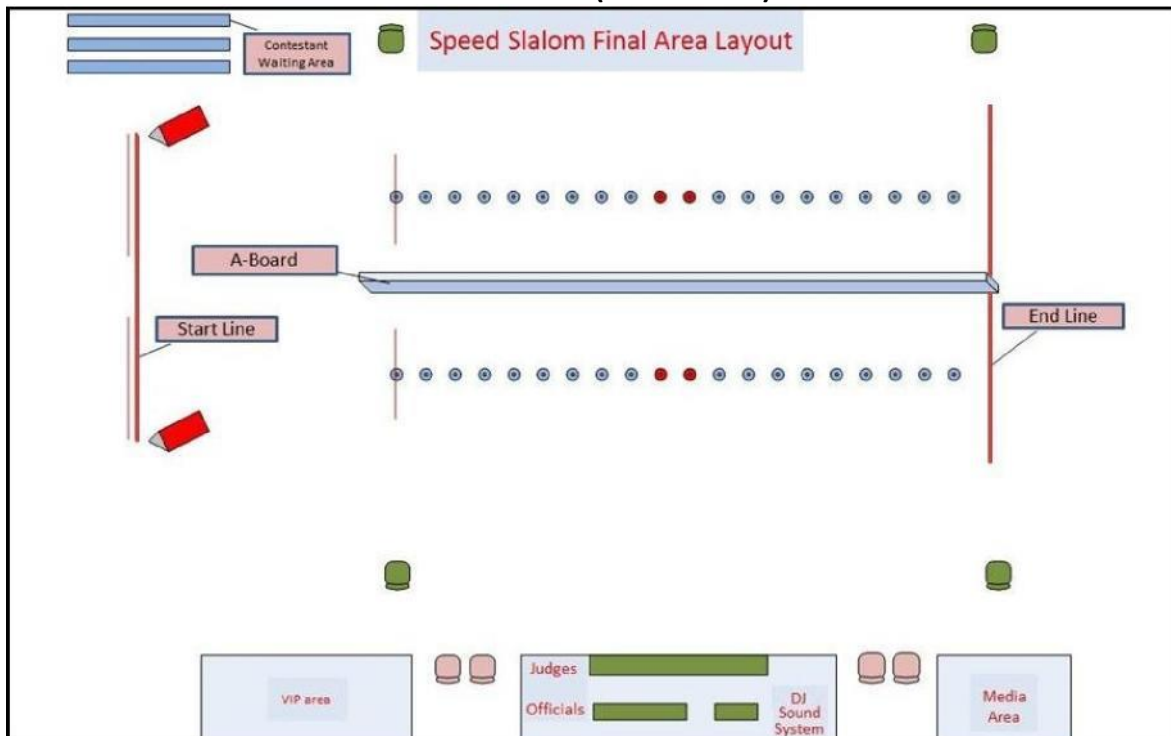 Speed Slalom Final Area Layout
Contestant
Waiting Area
A-Board
Start Line
End Line
VIP area
Judges
Officials
DJ
Sound
System
Media
Area